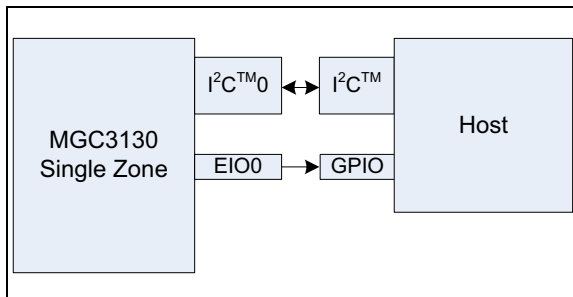 I²C™0
I²C™
MGC3130
Single Zone
Host
EIO0
GPIO